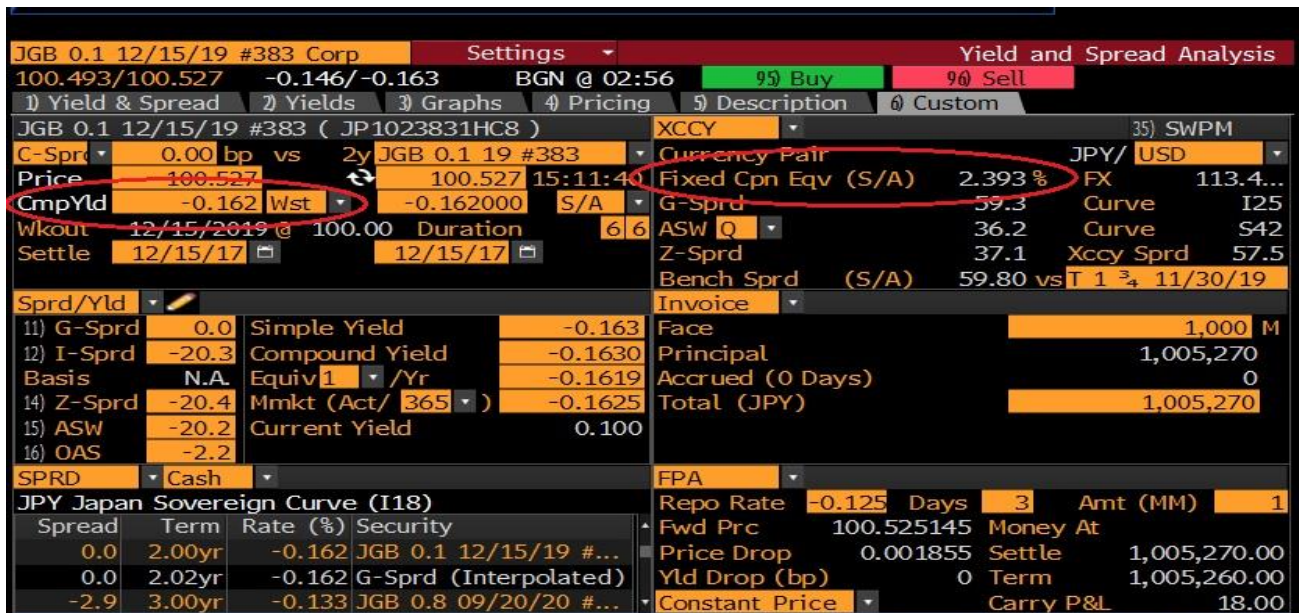 JGB 0.1 12/15/19 #383 Corp Settings Yield and Spread Analysis
100.493/100.527 -0.146/-0.163 BGN @ 02:56 95) Buy 96) Sell
1) Yield & Spread 2) Yields 3) Graphs 4) Pricing 5) Description 6) Custom
JGB 0.1 12/15/19 #383 ( JP1023831HC8 ) XCCY 35) SWPM
C-Spr 0.00 bp vs 2y JGB 0.1 19 #383 Currency Pair JPY/ USD
Price 100.527 100.527 15:11:40 Fixed Cpn Eqv (S/A) 2.393 % FX 113.4...
CmpYld -0.162 Wst -0.162000 S/A G-Sprd 59.3 Curve I25
Wkout 12/15/2019 @ 100.00 Duration 6 6 ASW Q 36.2 Curve S42
Settle 12/15/17 12/15/17 Z-Sprd 37.1 Xccy Sprd 57.5
Bench Sprd (S/A) 59.80 vs T 1 ¾ 11/30/19
Sprd/Yld Invoice
11) G-Sprd 0.0 Simple Yield -0.163 Face 1,000 M
12) I-Sprd -20.3 Compound Yield -0.1630 Principal 1,005,270
Basis N.A. Equiv 1 /Yr -0.1619 Accrued (0 Days) 0
14) Z-Sprd -20.4 Mmkt (Act/ 365 ) -0.1625 Total (JPY) 1,005,270
15) ASW -20.2 Current Yield 0.100
16) OAS -2.2
SPRD Cash FPA
JPY Japan Sovereign Curve (I18) Repo Rate -0.125 Days 3 Amt (MM) 1
Spread Term Rate (%) Security Fwd Prc 100.525145 Money At
0.0 2.00yr -0.162 JGB 0.1 12/15/19 #... Price Drop 0.001855 Settle 1,005,270.00
0.0 2.02yr -0.162 G-Sprd (Interpolated) Yld Drop (bp) 0 Term 1,005,260.00
-2.9 3.00yr -0.133 JGB 0.8 09/20/20 #... Constant Price Carry P&L 18.00